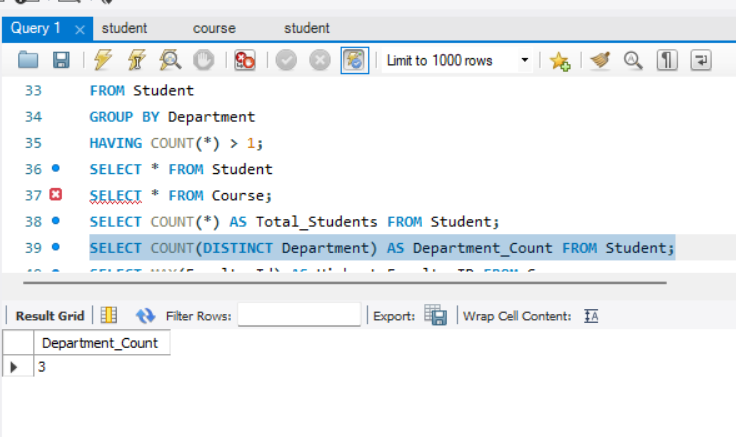 Query 1 student course student
Limit to 1000 rows
33 FROM Student
34 GROUP BY Department
35 HAVING COUNT(*) > 1;
36 SELECT * FROM Student
37 SELECT * FROM Course;
38 SELECT COUNT(*) AS Total_Students FROM Student;
39 SELECT COUNT(DISTINCT Department) AS Department_Count FROM Student;
Result Grid Filter Rows: Export: Wrap Cell Content:
Department_Count
3